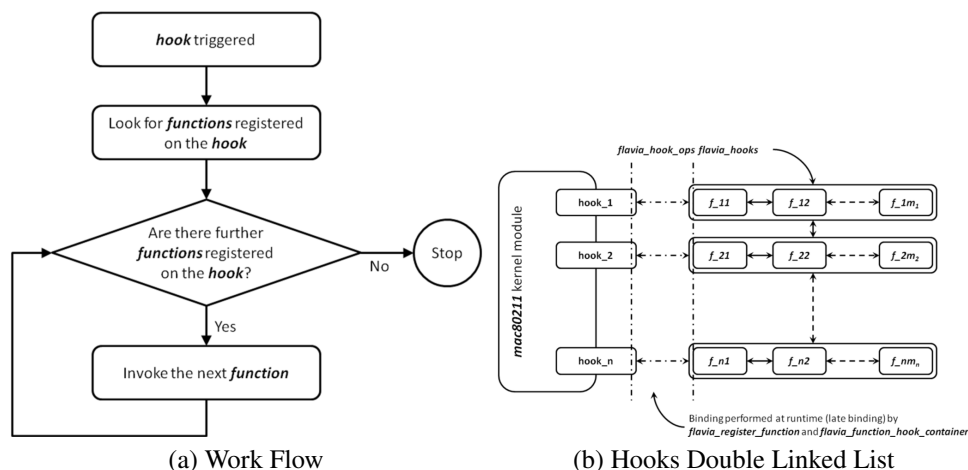 hook triggered
Look for functions registered
on the hook
Are there further
functions registered
on the hook?
No
Stop
Yes
Invoke the next function
(a) Work Flow
flavia_hook_ops flavia_hooks
mac80211 kernel module
hook_1
f_11
f_12
f_1m₁
hook_2
f_21
f_22
f_2m₂
hook_n
f_n1
f_n2
f_nmₙ
Binding performed at runtime (late binding) by
flavia_register_function and flavia_function_hook_container
(b) Hooks Double Linked List